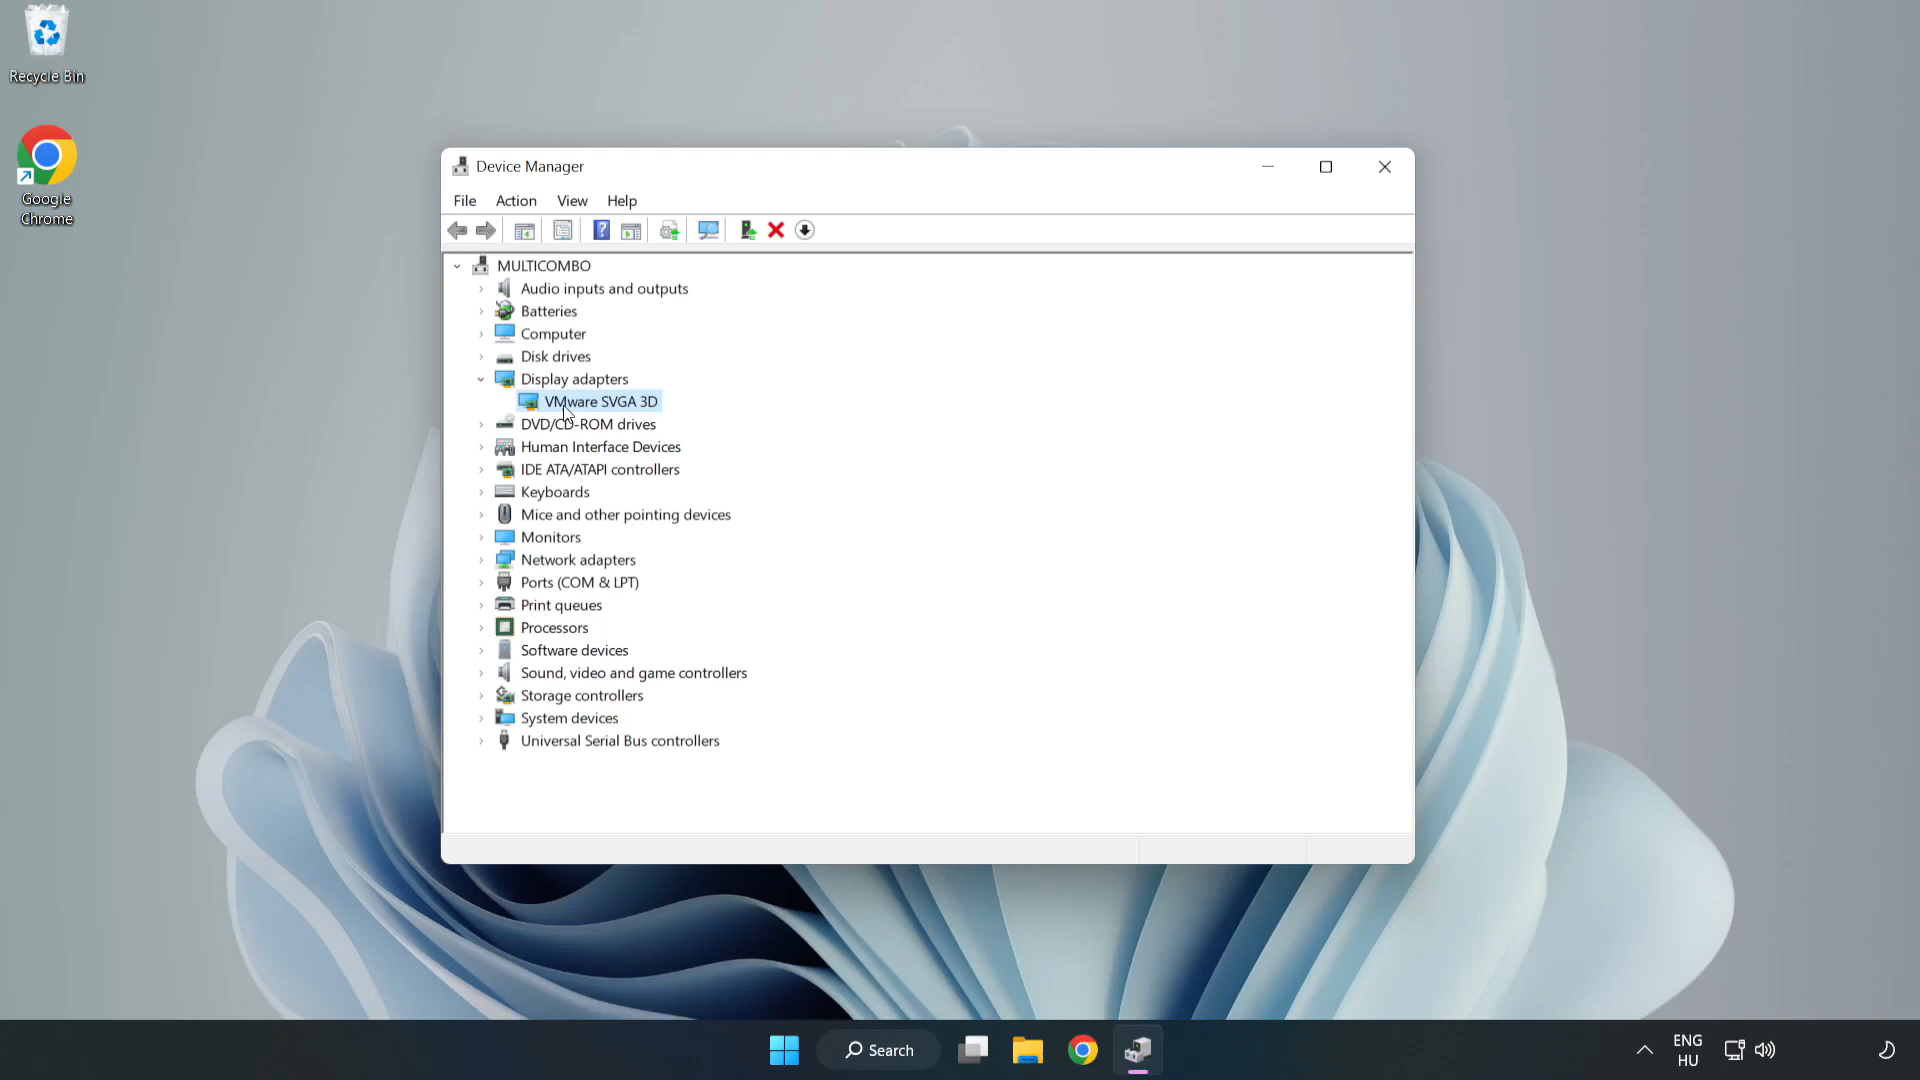 Recycle Bin
Google
Chrome
Device Manager
File Action View Help
MULTICOMBO
Audio inputs and outputs
Batteries
Computer
Disk drives
Display adapters
VMware SVGA 3D
DVD/CD-ROM drives
Human Interface Devices
IDE ATA/ATAPI controllers
Keyboards
Mice and other pointing devices
Monitors
Network adapters
Ports (COM & LPT)
Print queues
Processors
Software devices
Sound, video and game controllers
Storage controllers
System devices
Universal Serial Bus controllers
Search
ENG
HU